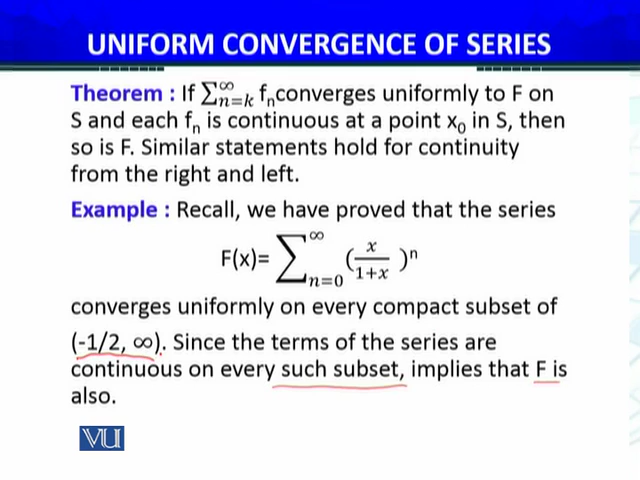 UNIFORM CONVERGENCE OF SERIES
Theorem : If ∑_{n=k}^{∞} fₙconverges uniformly to F on
S and each fₙ is continuous at a point x₀ in S, then
so is F. Similar statements hold for continuity
from the right and left.
Example : Recall, we have proved that the series
F(x)= ∑_{n=0}^{∞} (x/(1+x) )ⁿ
converges uniformly on every compact subset of
(-1/2, ∞). Since the terms of the series are
continuous on every such subset, implies that F is
also.
VU